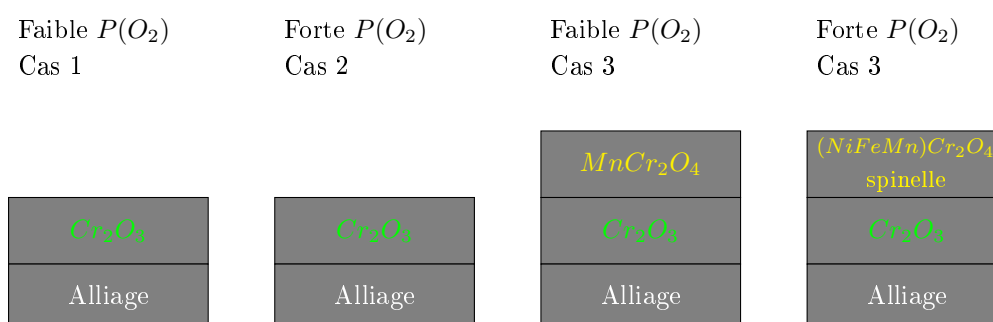 Faible P(O₂)
Cas 1
Forte P(O₂)
Cas 2
Faible P(O₂)
Cas 3
Forte P(O₂)
Cas 3
Cr₂O₃
Alliage
Cr₂O₃
Alliage
MnCr₂O₄
Cr₂O₃
Alliage
(NiFeMn)Cr₂O₄
spinelle
Cr₂O₃
Alliage